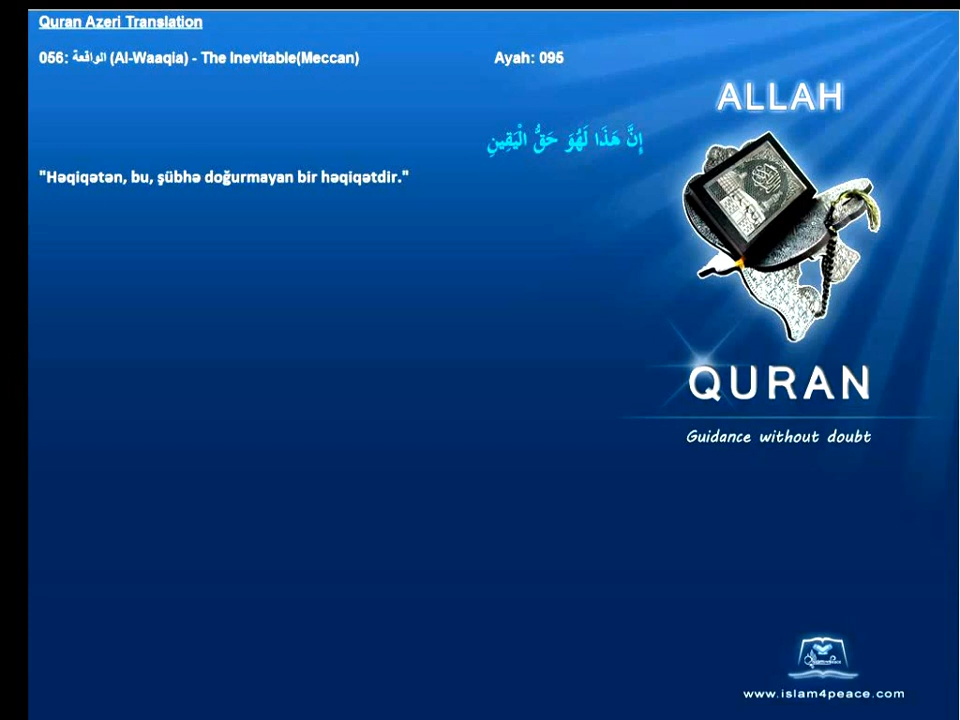 Quran Azeri Translation
056: الواقعة (Al-Waaqia) - The Inevitable(Meccan) Ayah: 095
ALLAH
إِنَّ هَذَا لَهُوَ حَقُّ الْيَقِينِ
"Həqiqətən, bu, şübhə doğurmayan bir həqiqətdir."
QURAN
Guidance without doubt
www.islam4peace.com